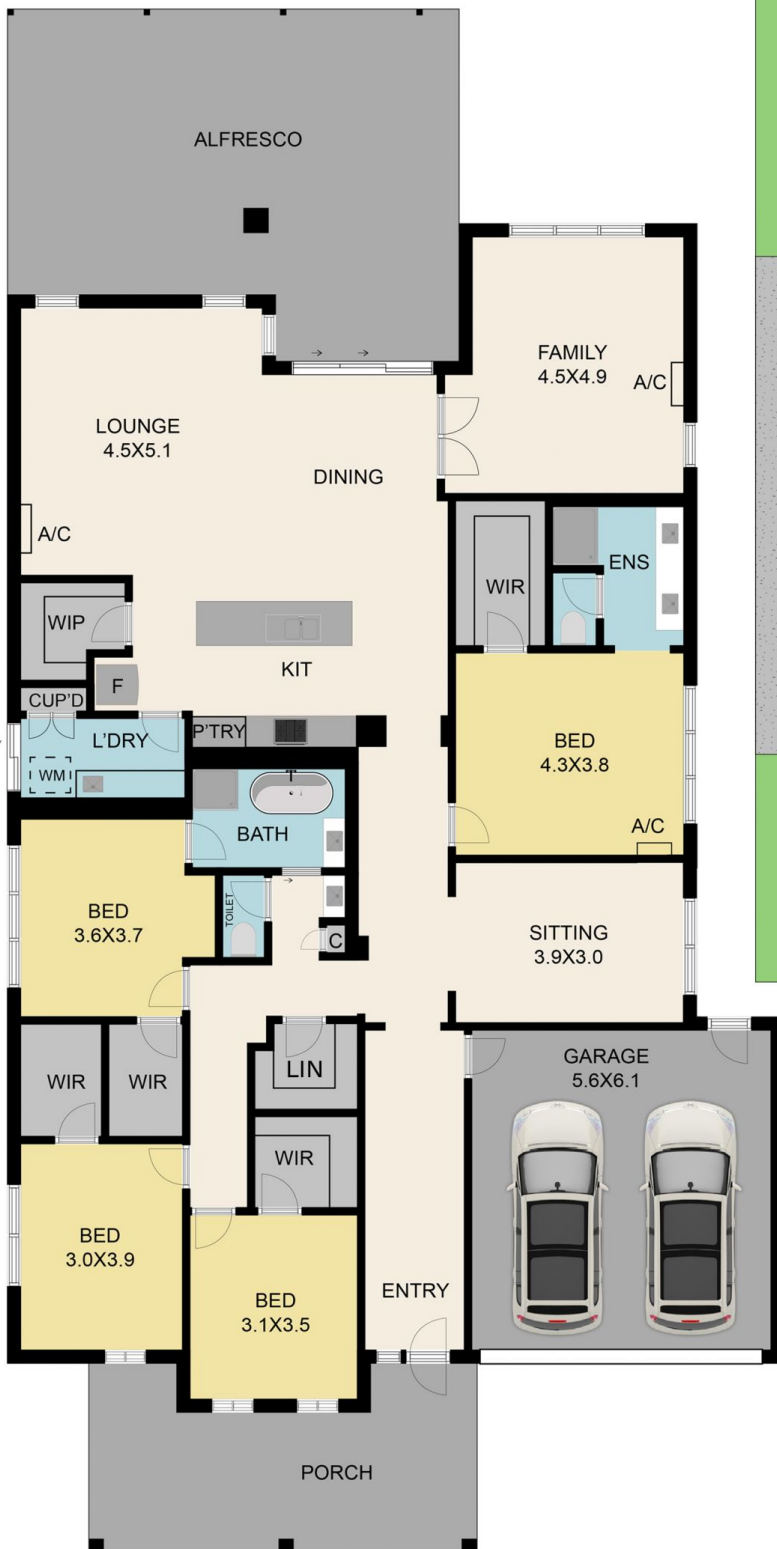 ALFRESCO
FAMILY
4.5X4.9
A/C
LOUNGE
4.5X5.1
DINING
A/C
WIR
ENS
WIP
KIT
F
CUP'D
P'TRY
L'DRY
WM
BED
4.3X3.8
A/C
T
BATH
TOILET
C
BED
3.6X3.7
SITTING
3.9X3.0
GARAGE
5.6X6.1
WIR
WIR
LIN
WIR
BED
3.0X3.9
BED
3.1X3.5
ENTRY
PORCH